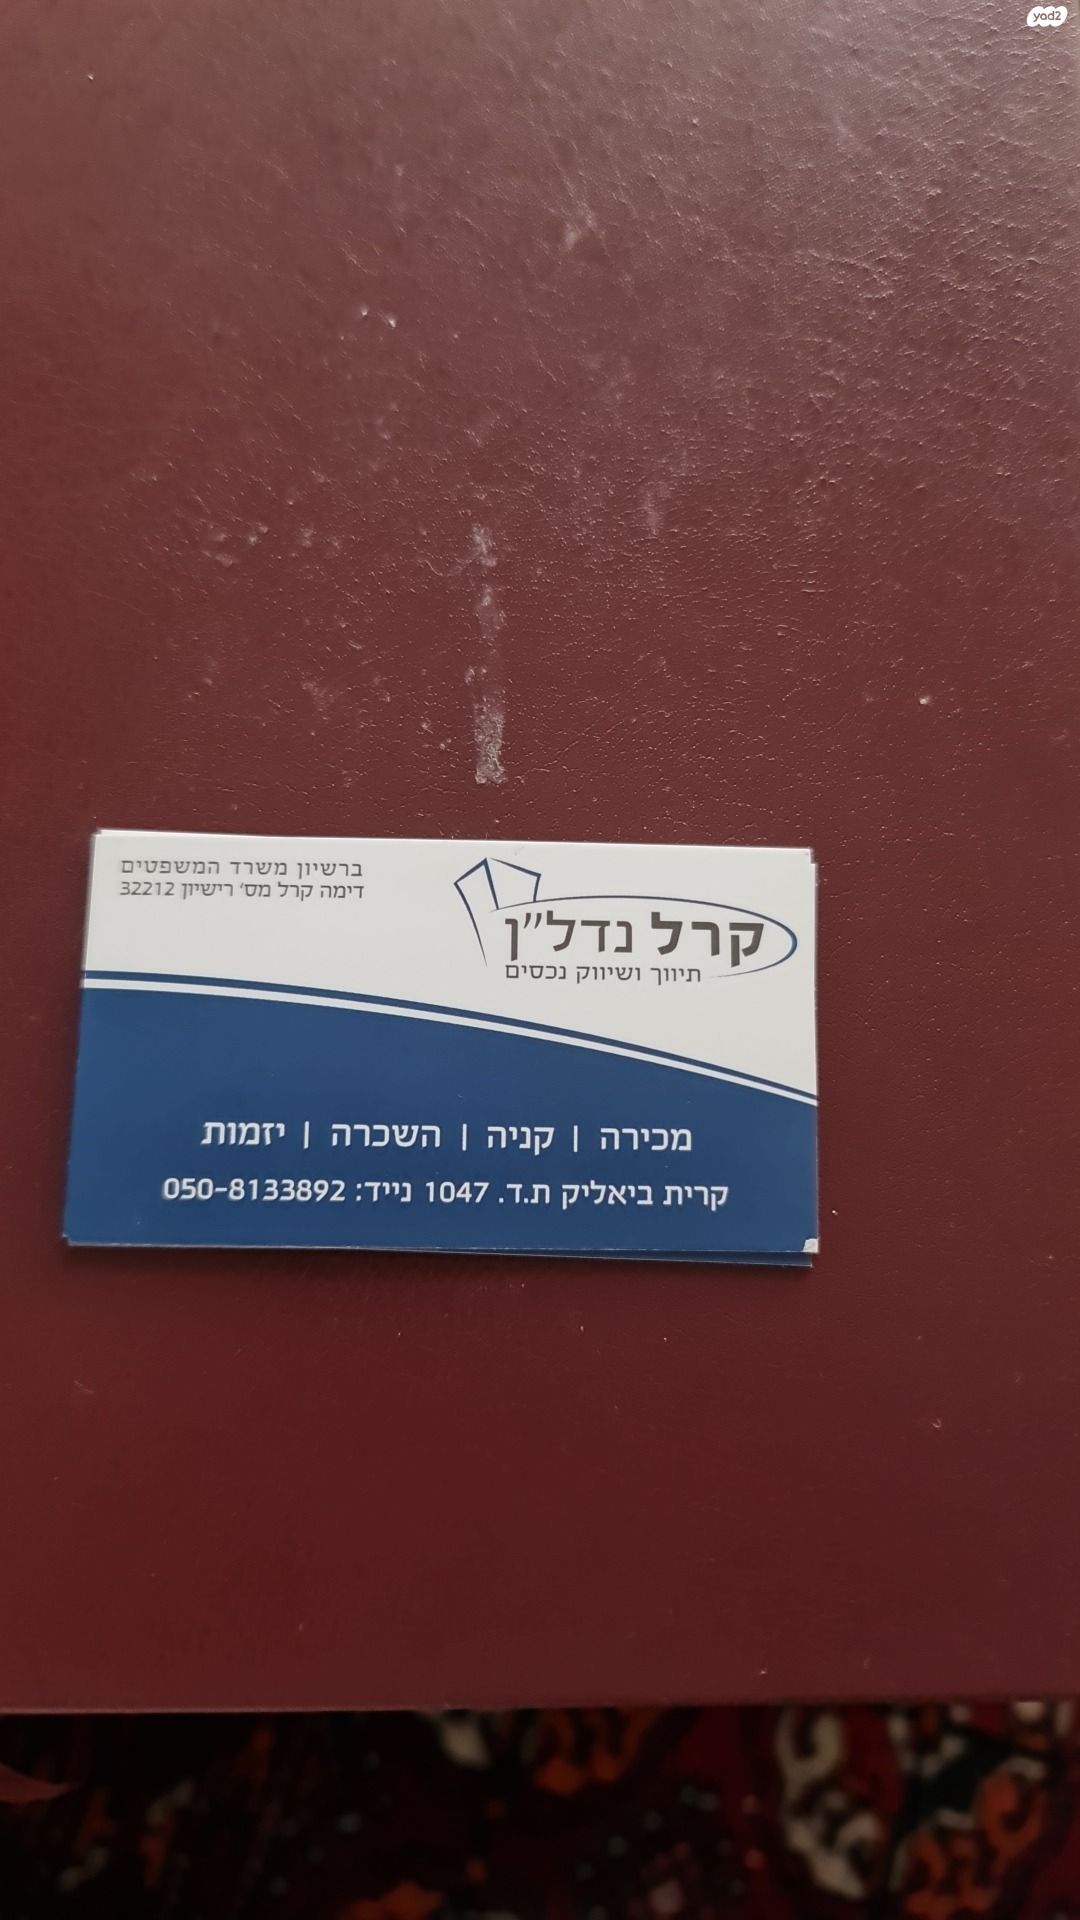 yad2
קרל נדל"ן
תיווך ושיווק נכסים
ברשיון משרד המשפטים
דימה קרל מס' רישיון 32212
מכירה | קניה | השכרה | יזמות
קרית ביאליק ת.ד. 1047 נייד: 050-8133892